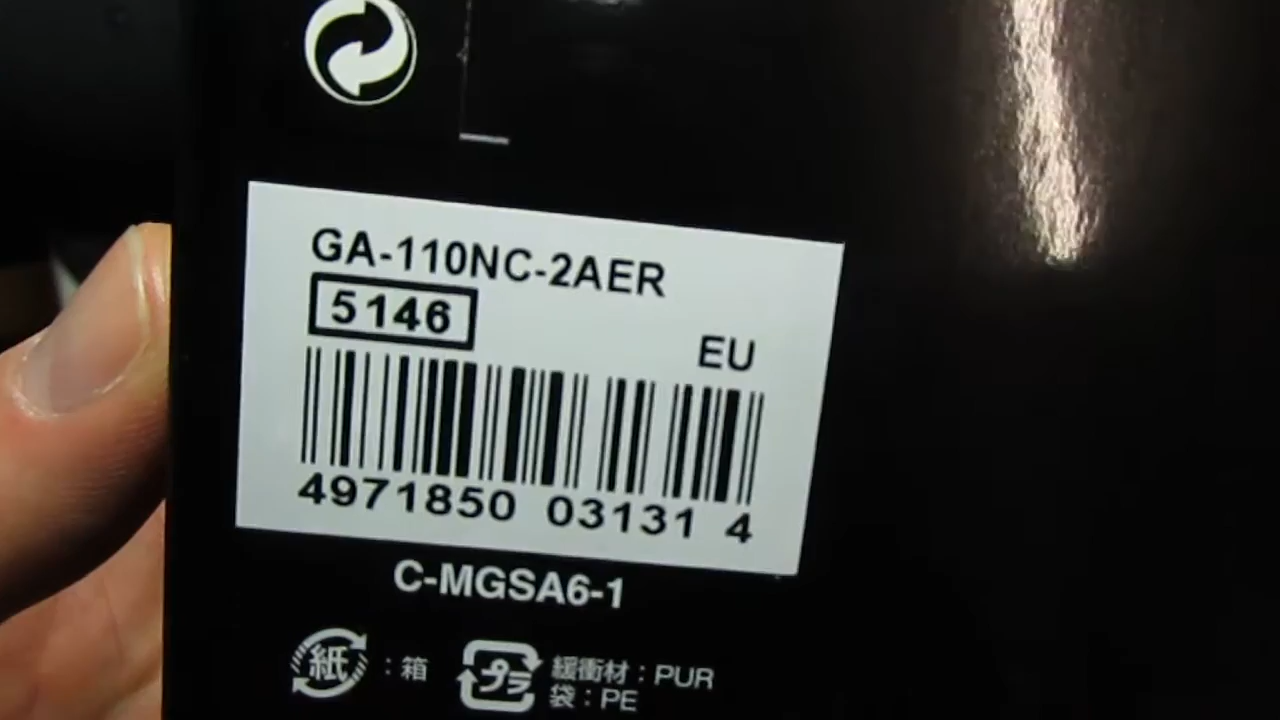 GA-110NC-2AER
5146
EU
4971850 03131 4
C-MGSA6-1
紙 : 箱
プラ 緩衝材 : PUR
袋 : PE